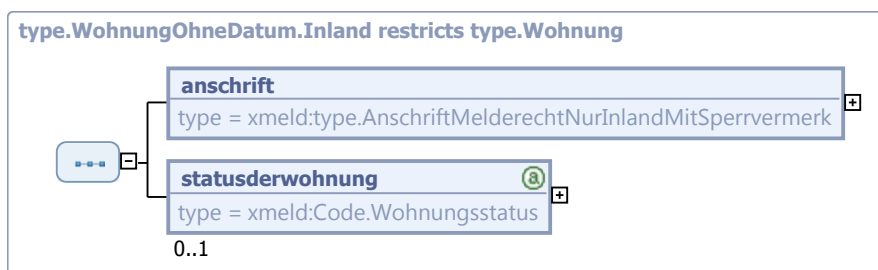 type.WohnungOhneDatum.Inland restricts type.Wohnung
anschrift
type = xmeld:type.AnschriftMelderechtNurInlandMitSperrvermerk
statusderwohnung
type = xmeld:Code.Wohnungsstatus
0..1